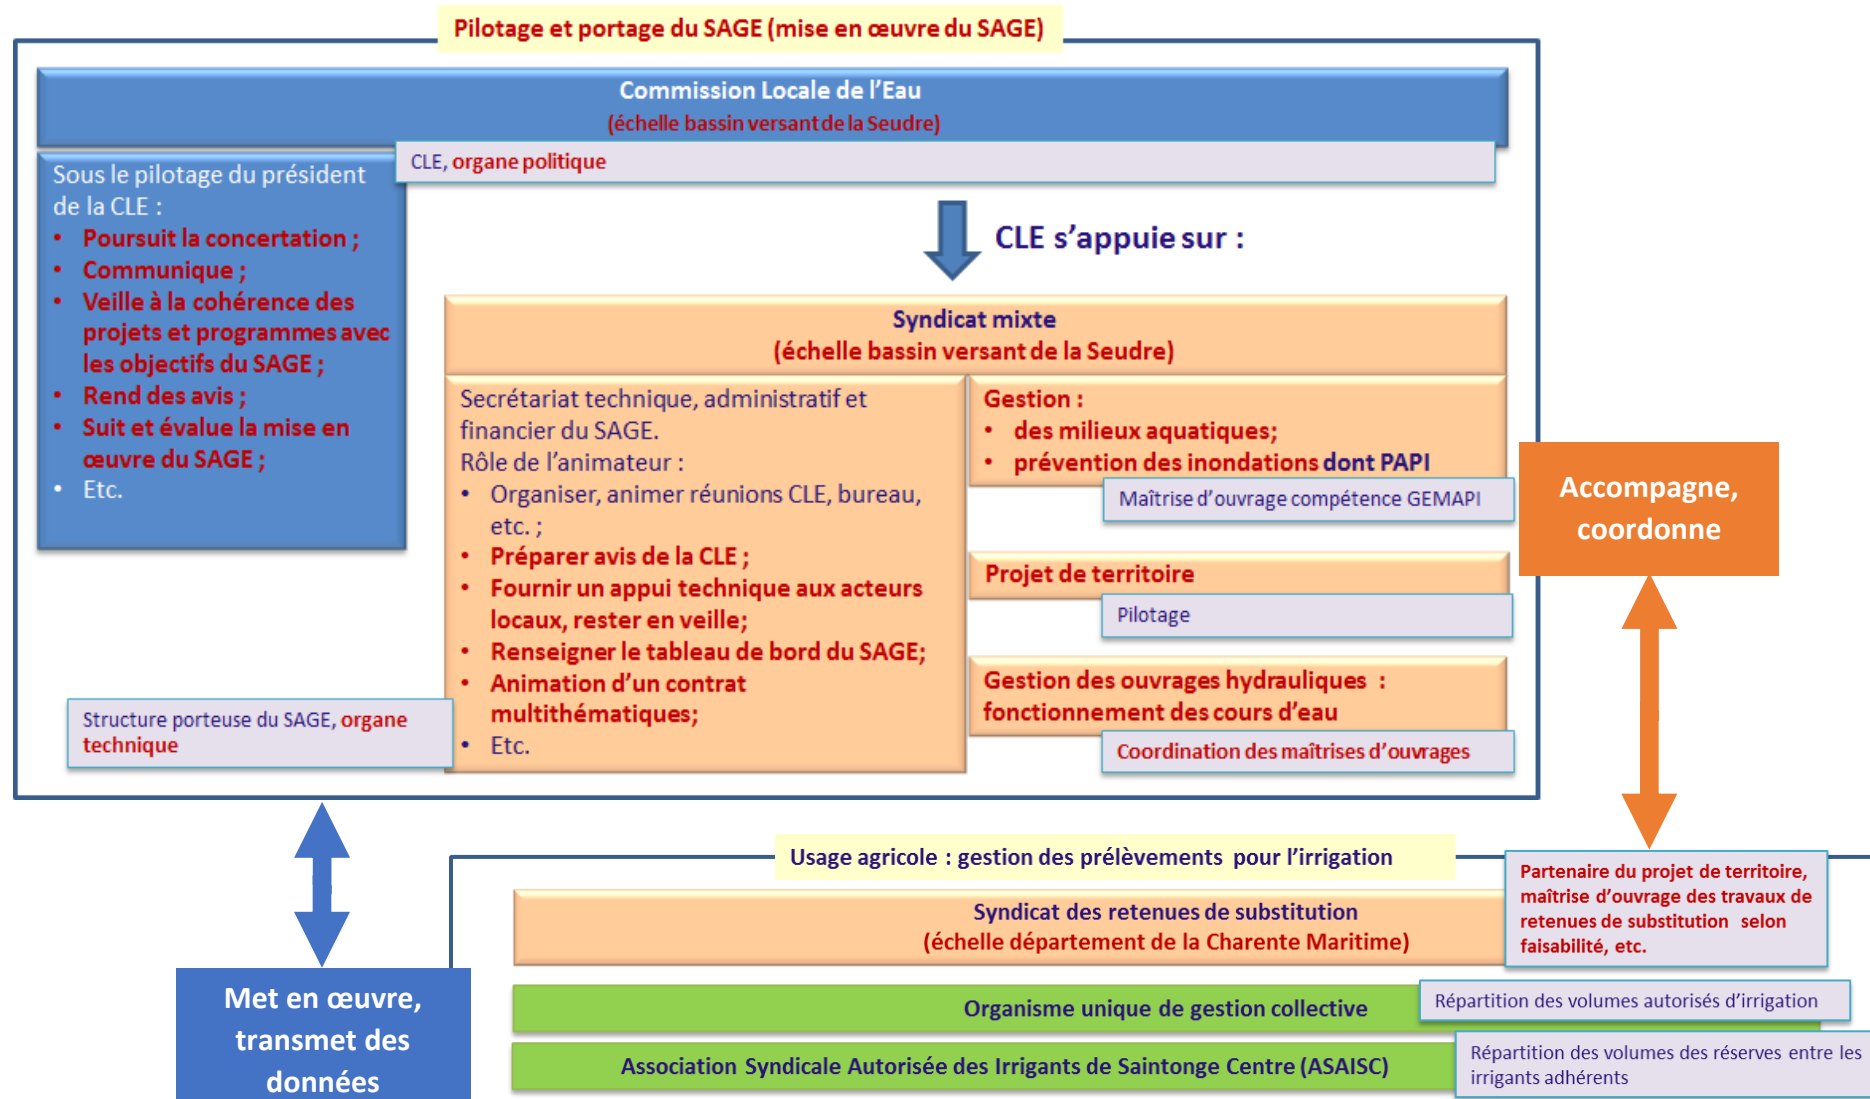 Pilotage et portage du SAGE (mise en œuvre du SAGE)
Commission Locale de l’Eau
(échelle bassin versant de la Seudre)
CLE, organe politique
Sous le pilotage du président
de la CLE :
• Poursuit la concertation ;
• Communique ;
• Veille à la cohérence des
projets et programmes avec
les objectifs du SAGE ;
• Rend des avis ;
• Suit et évalue la mise en
œuvre du SAGE ;
• Etc.
CLE s’appuie sur :
Syndicat mixte
(échelle bassin versant de la Seudre)
Secrétariat technique, administratif et
financier du SAGE.
Rôle de l’animateur :
• Organiser, animer réunions CLE, bureau,
etc. ;
• Préparer avis de la CLE ;
• Fournir un appui technique aux acteurs
locaux, rester en veille;
• Renseigner le tableau de bord du SAGE;
• Animation d’un contrat
multithématiques;
• Etc.
Gestion :
• des milieux aquatiques;
• prévention des inondations dont PAPI
Maîtrise d’ouvrage compétence GEMAPI
Projet de territoire
Pilotage
Gestion des ouvrages hydrauliques :
fonctionnement des cours d’eau
Coordination des maîtrises d’ouvrages
Structure porteuse du SAGE, organe
technique
Accompagne,
coordonne
Met en œuvre,
transmet des
données
Usage agricole : gestion des prélèvements pour l’irrigation
Syndicat des retenues de substitution
(échelle département de la Charente Maritime)
Partenaire du projet de territoire,
maîtrise d’ouvrage des travaux de
retenues de substitution selon
faisabilité, etc.
Organisme unique de gestion collective
Répartition des volumes autorisés d’irrigation
Association Syndicale Autorisée des Irrigants de Saintonge Centre (ASAISC)
Répartition des volumes des réserves entre les
irrigants adhérents